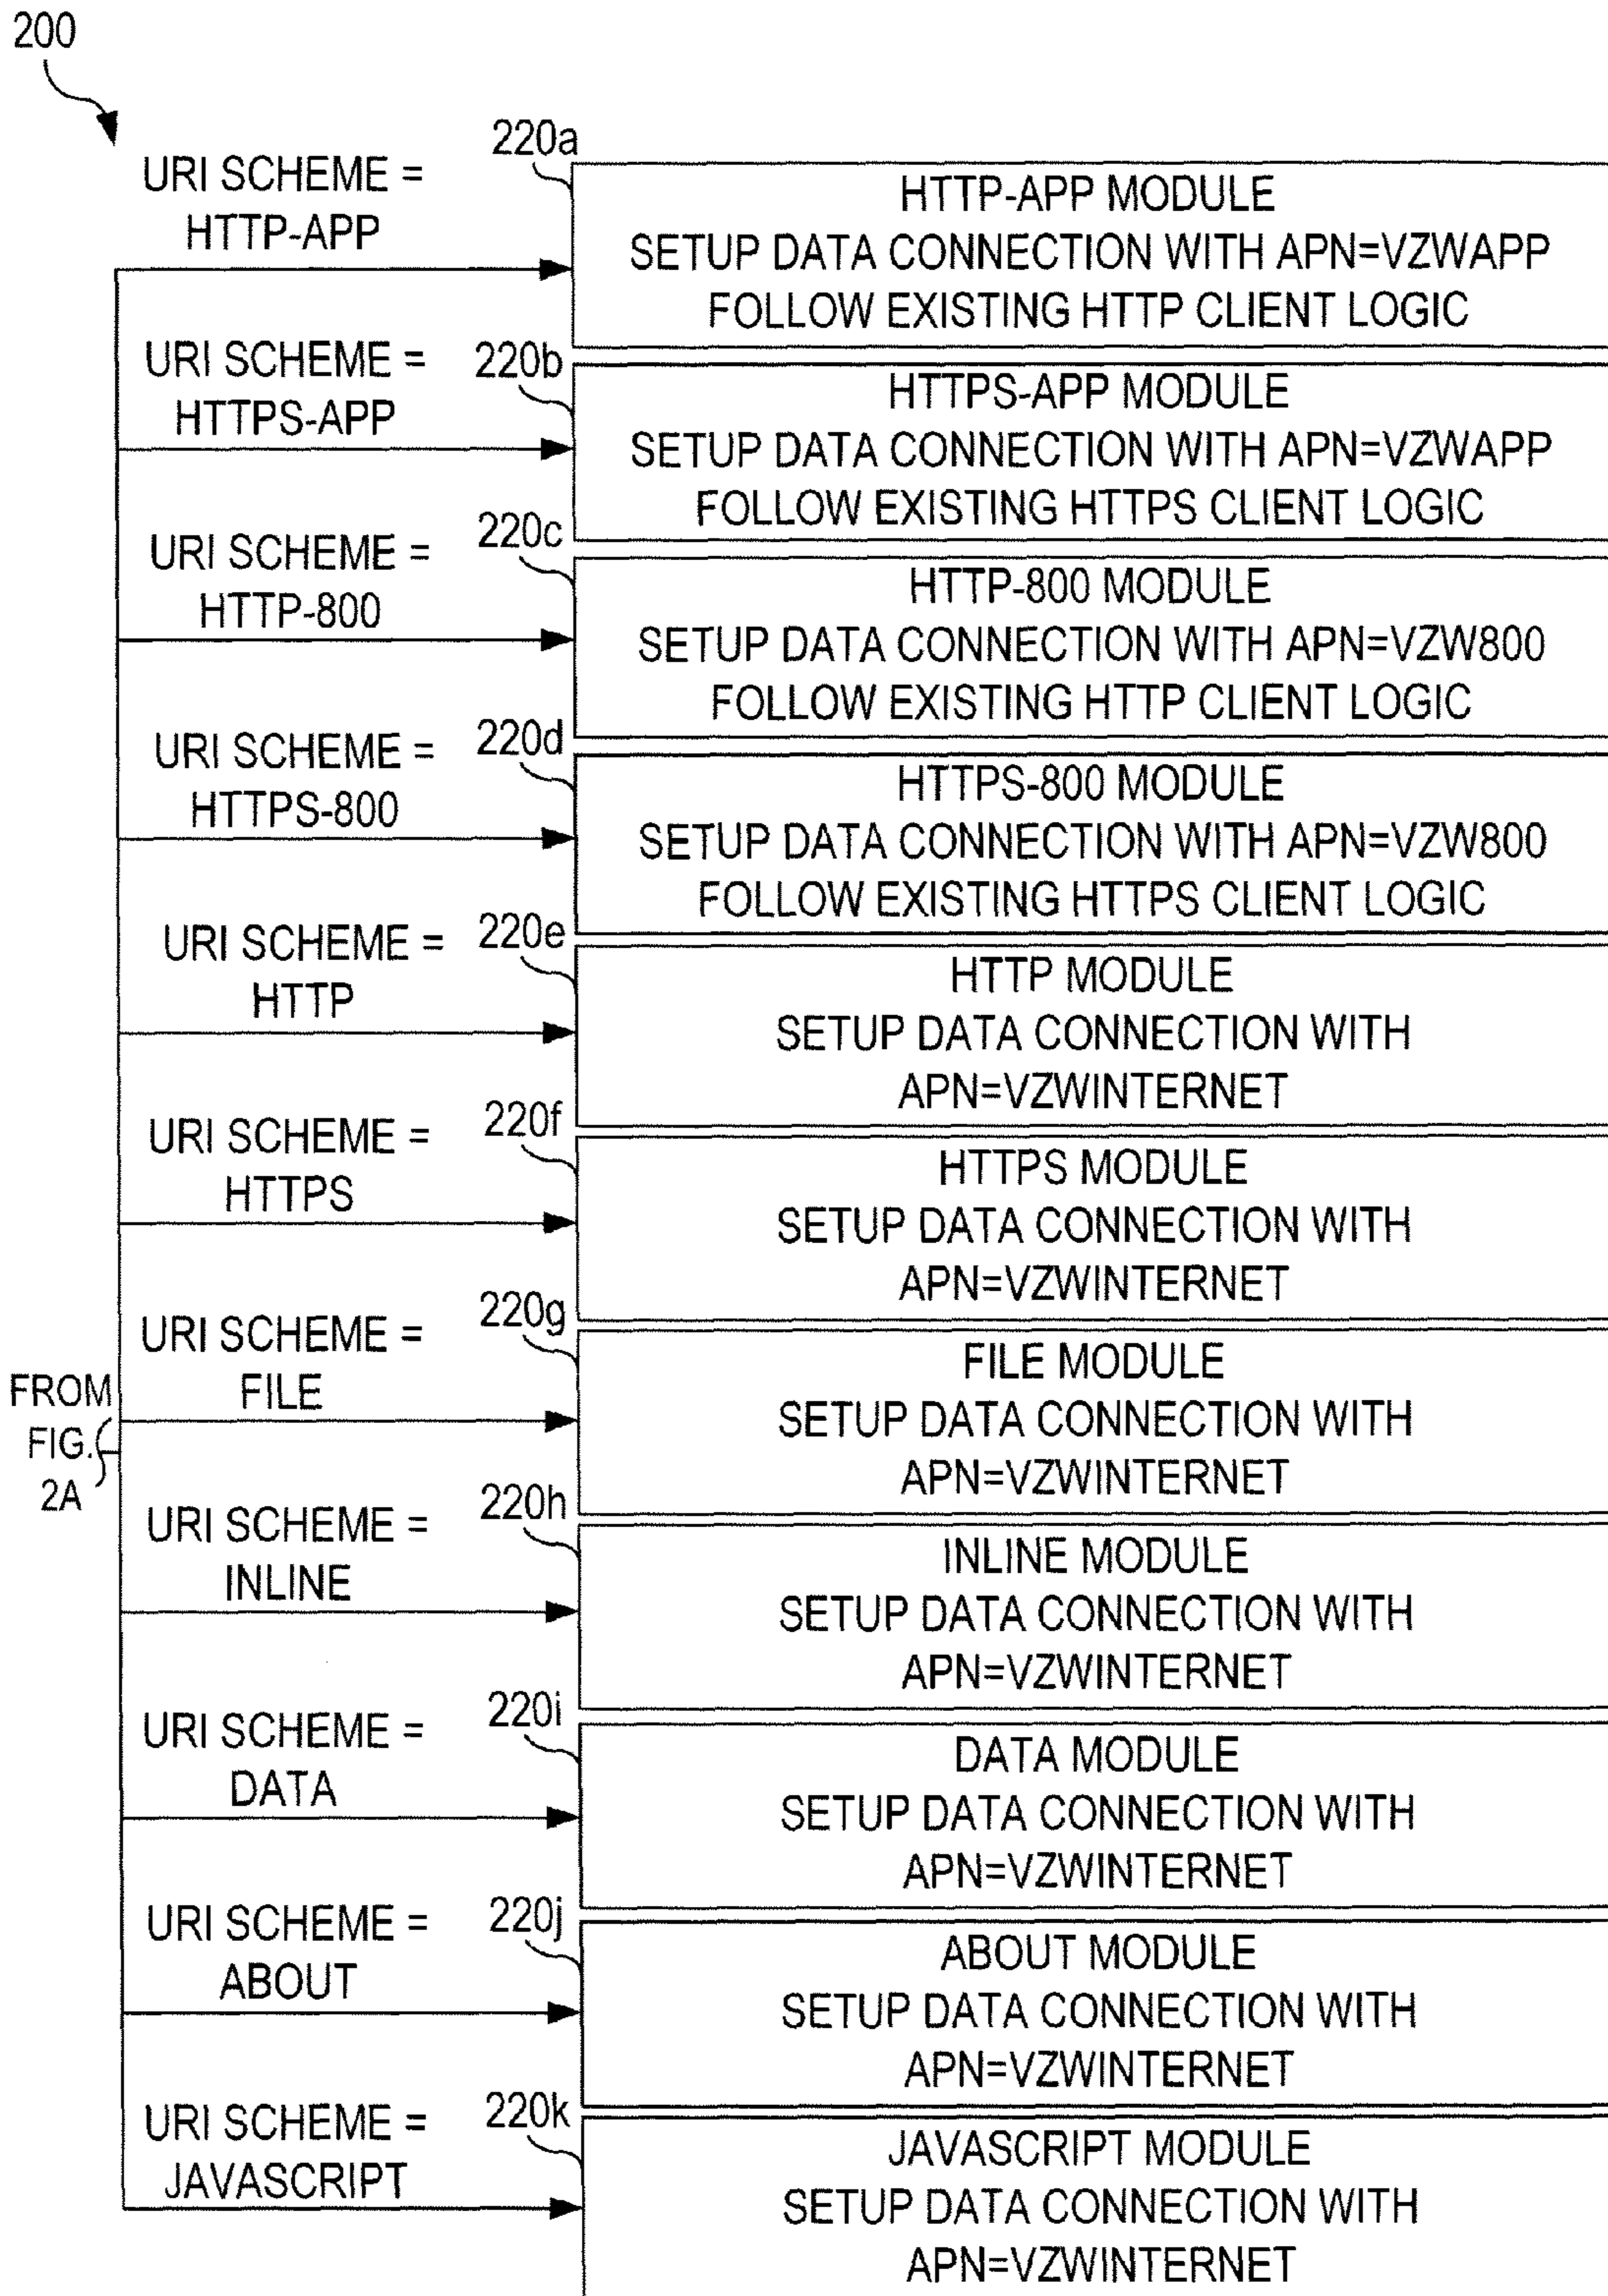 200
URI SCHEME =
HTTP-APP
220a
HTTP-APP MODULE
SETUP DATA CONNECTION WITH APN=VZWAPP
FOLLOW EXISTING HTTP CLIENT LOGIC
URI SCHEME =
HTTPS-APP
220b
HTTPS-APP MODULE
SETUP DATA CONNECTION WITH APN=VZWAPP
FOLLOW EXISTING HTTPS CLIENT LOGIC
URI SCHEME =
HTTP-800
220c
HTTP-800 MODULE
SETUP DATA CONNECTION WITH APN=VZW800
FOLLOW EXISTING HTTP CLIENT LOGIC
URI SCHEME =
HTTPS-800
220d
HTTPS-800 MODULE
SETUP DATA CONNECTION WITH APN=VZW800
FOLLOW EXISTING HTTPS CLIENT LOGIC
URI SCHEME =
HTTP
220e
HTTP MODULE
SETUP DATA CONNECTION WITH
APN=VZWINTERNET
URI SCHEME =
HTTPS
220f
HTTPS MODULE
SETUP DATA CONNECTION WITH
APN=VZWINTERNET
URI SCHEME =
FILE
220g
FILE MODULE
SETUP DATA CONNECTION WITH
APN=VZWINTERNET
FROM
FIG.
2A
URI SCHEME =
INLINE
220h
INLINE MODULE
SETUP DATA CONNECTION WITH
APN=VZWINTERNET
URI SCHEME =
DATA
220i
DATA MODULE
SETUP DATA CONNECTION WITH
APN=VZWINTERNET
URI SCHEME =
ABOUT
220j
ABOUT MODULE
SETUP DATA CONNECTION WITH
APN=VZWINTERNET
URI SCHEME =
JAVASCRIPT
220k
JAVASCRIPT MODULE
SETUP DATA CONNECTION WITH
APN=VZWINTERNET